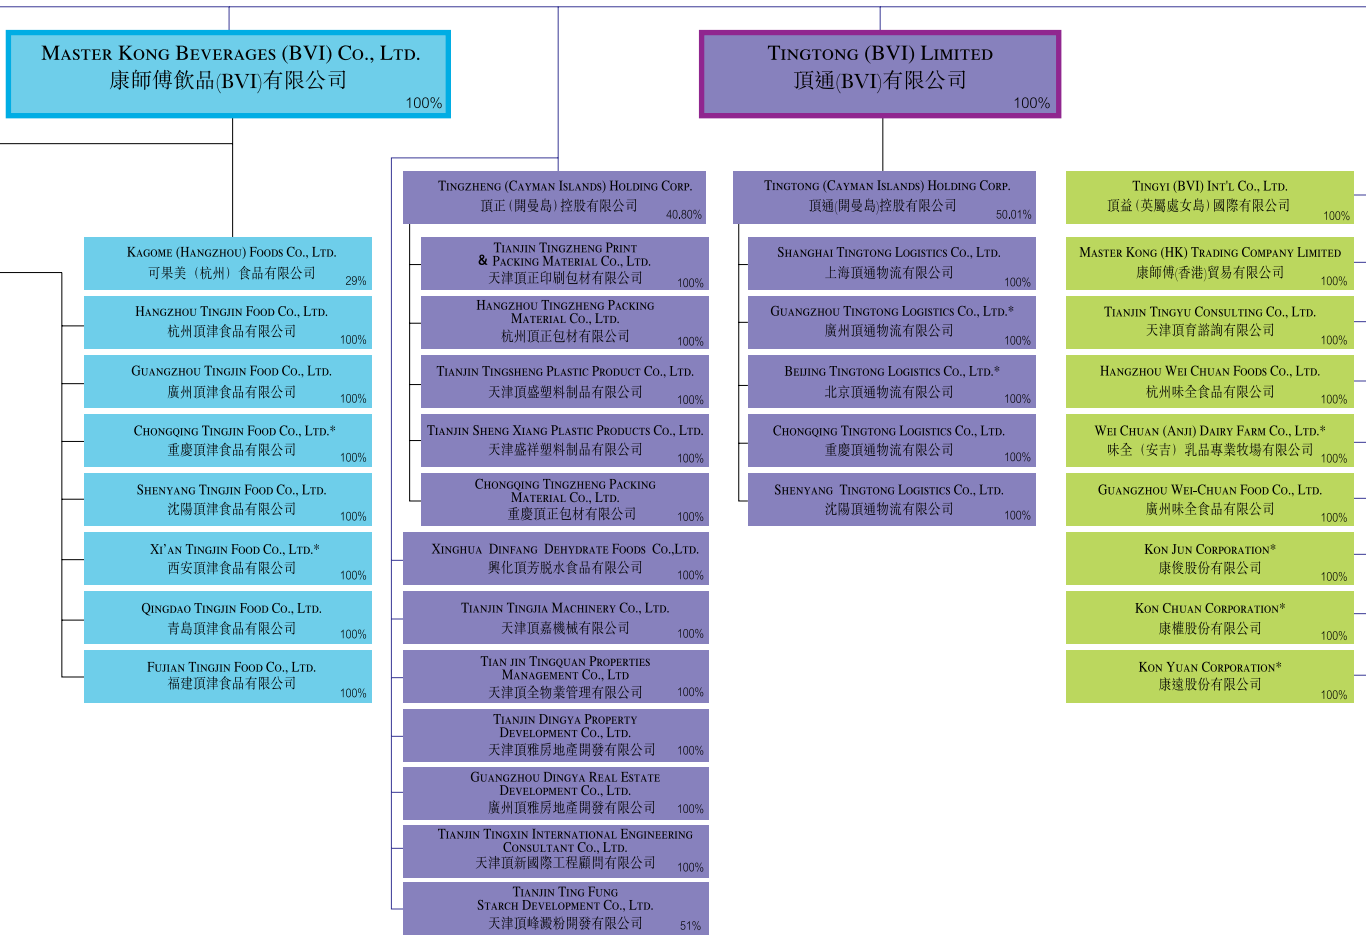 MASTER KONG BEVERAGES (BVI) CO., LTD.
康師傅飲品(BVI)有限公司
100%
TINGTONG (BVI) LIMITED
頂通(BVI)有限公司
100%
KAGOME (HANGZHOU) FOODS CO., LTD.
可果美（杭州）食品有限公司
29%
HANGZHOU TINGJIN FOOD CO., LTD.
杭州頂津食品有限公司
100%
GUANGZHOU TINGJIN FOOD CO., LTD.
廣州頂津食品有限公司
100%
CHONGQING TINGJIN FOOD CO., LTD.*
重慶頂津食品有限公司
100%
SHENYANG TINGJIN FOOD CO., LTD.
沈陽頂津食品有限公司
100%
XI'AN TINGJIN FOOD CO., LTD.*
西安頂津食品有限公司
100%
QINGDAO TINGJIN FOOD CO., LTD.
青島頂津食品有限公司
100%
FUJIAN TINGJIN FOOD CO., LTD.
福建頂津食品有限公司
100%
TINGZHENG (CAYMAN ISLANDS) HOLDING CORP.
頂正(開曼島)控股有限公司
40.80%
TIANJIN TINGZHENG PRINT
& PACKING MATERIAL CO., LTD.
天津頂正印刷包材有限公司
100%
HANGZHOU TINGZHENG PACKING
MATERIAL CO., LTD.
杭州頂正包材有限公司
100%
TIANJIN TINGSHENG PLASTIC PRODUCT CO., LTD.
天津頂盛塑料制品有限公司
100%
TIANJIN SHENG XIANG PLASTIC PRODUCTS CO., LTD.
天津盛祥塑料制品有限公司
100%
CHONGQING TINGZHENG PACKING
MATERIAL CO., LTD.
重慶頂正包材有限公司
100%
XINGHUA DINFANG DEHYDRATE FOODS CO.,LTD.
興化頂芳脱水食品有限公司
100%
TIANJIN TINGJIA MACHINERY CO., LTD.
天津頂嘉機械有限公司
100%
TIAN JIN TINGQUAN PROPERTIES
MANAGEMENT CO., LTD
天津頂全物業管理有限公司
100%
TIANJIN DINGYA PROPERTY
DEVELOPMENT CO., LTD.
天津頂雅房地產開發有限公司
100%
GUANGZHOU DINGYA REAL ESTATE
DEVELOPMENT CO., LTD.
廣州頂雅房地產開發有限公司
100%
TIANJIN TINGXIN INTERNATIONAL ENGINEERING
CONSULTANT CO., LTD.
天津頂新國際工程顧問有限公司
100%
TIANJIN TING FUNG
STARCH DEVELOPMENT CO., LTD.
天津頂峰澱粉開發有限公司
51%
TINGTONG (CAYMAN ISLANDS) HOLDING CORP.
頂通(開曼島)控股有限公司
50.01%
SHANGHAI TINGTONG LOGISTICS CO., LTD.
上海頂通物流有限公司
100%
GUANGZHOU TINGTONG LOGISTICS CO., LTD.*
廣州頂通物流有限公司
100%
BEIJING TINGTONG LOGISTICS CO., LTD.*
北京頂通物流有限公司
100%
CHONGQING TINGTONG LOGISTICS CO., LTD.
重慶頂通物流有限公司
100%
SHENYANG TINGTONG LOGISTICS CO., LTD.
沈陽頂通物流有限公司
100%
TINGYI (BVI) INT'L CO., LTD.
頂益(英屬處女島)國際有限公司
100%
MASTER KONG (HK) TRADING COMPANY LIMITED
康師傅(香港)貿易有限公司
100%
TIANJIN TINGYU CONSULTING CO., LTD.
天津頂育諮詢有限公司
100%
HANGZHOU WEI CHUAN FOODS CO., LTD.
杭州味全食品有限公司
100%
WEI CHUAN (ANJI) DAIRY FARM CO., LTD.*
味全（安吉）乳品專業牧場有限公司
100%
GUANGZHOU WEI-CHUAN FOOD CO., LTD.
廣州味全食品有限公司
100%
KON JUN CORPORATION*
康俊股份有限公司
100%
KON CHUAN CORPORATION*
康權股份有限公司
100%
KON YUAN CORPORATION*
康遠股份有限公司
100%